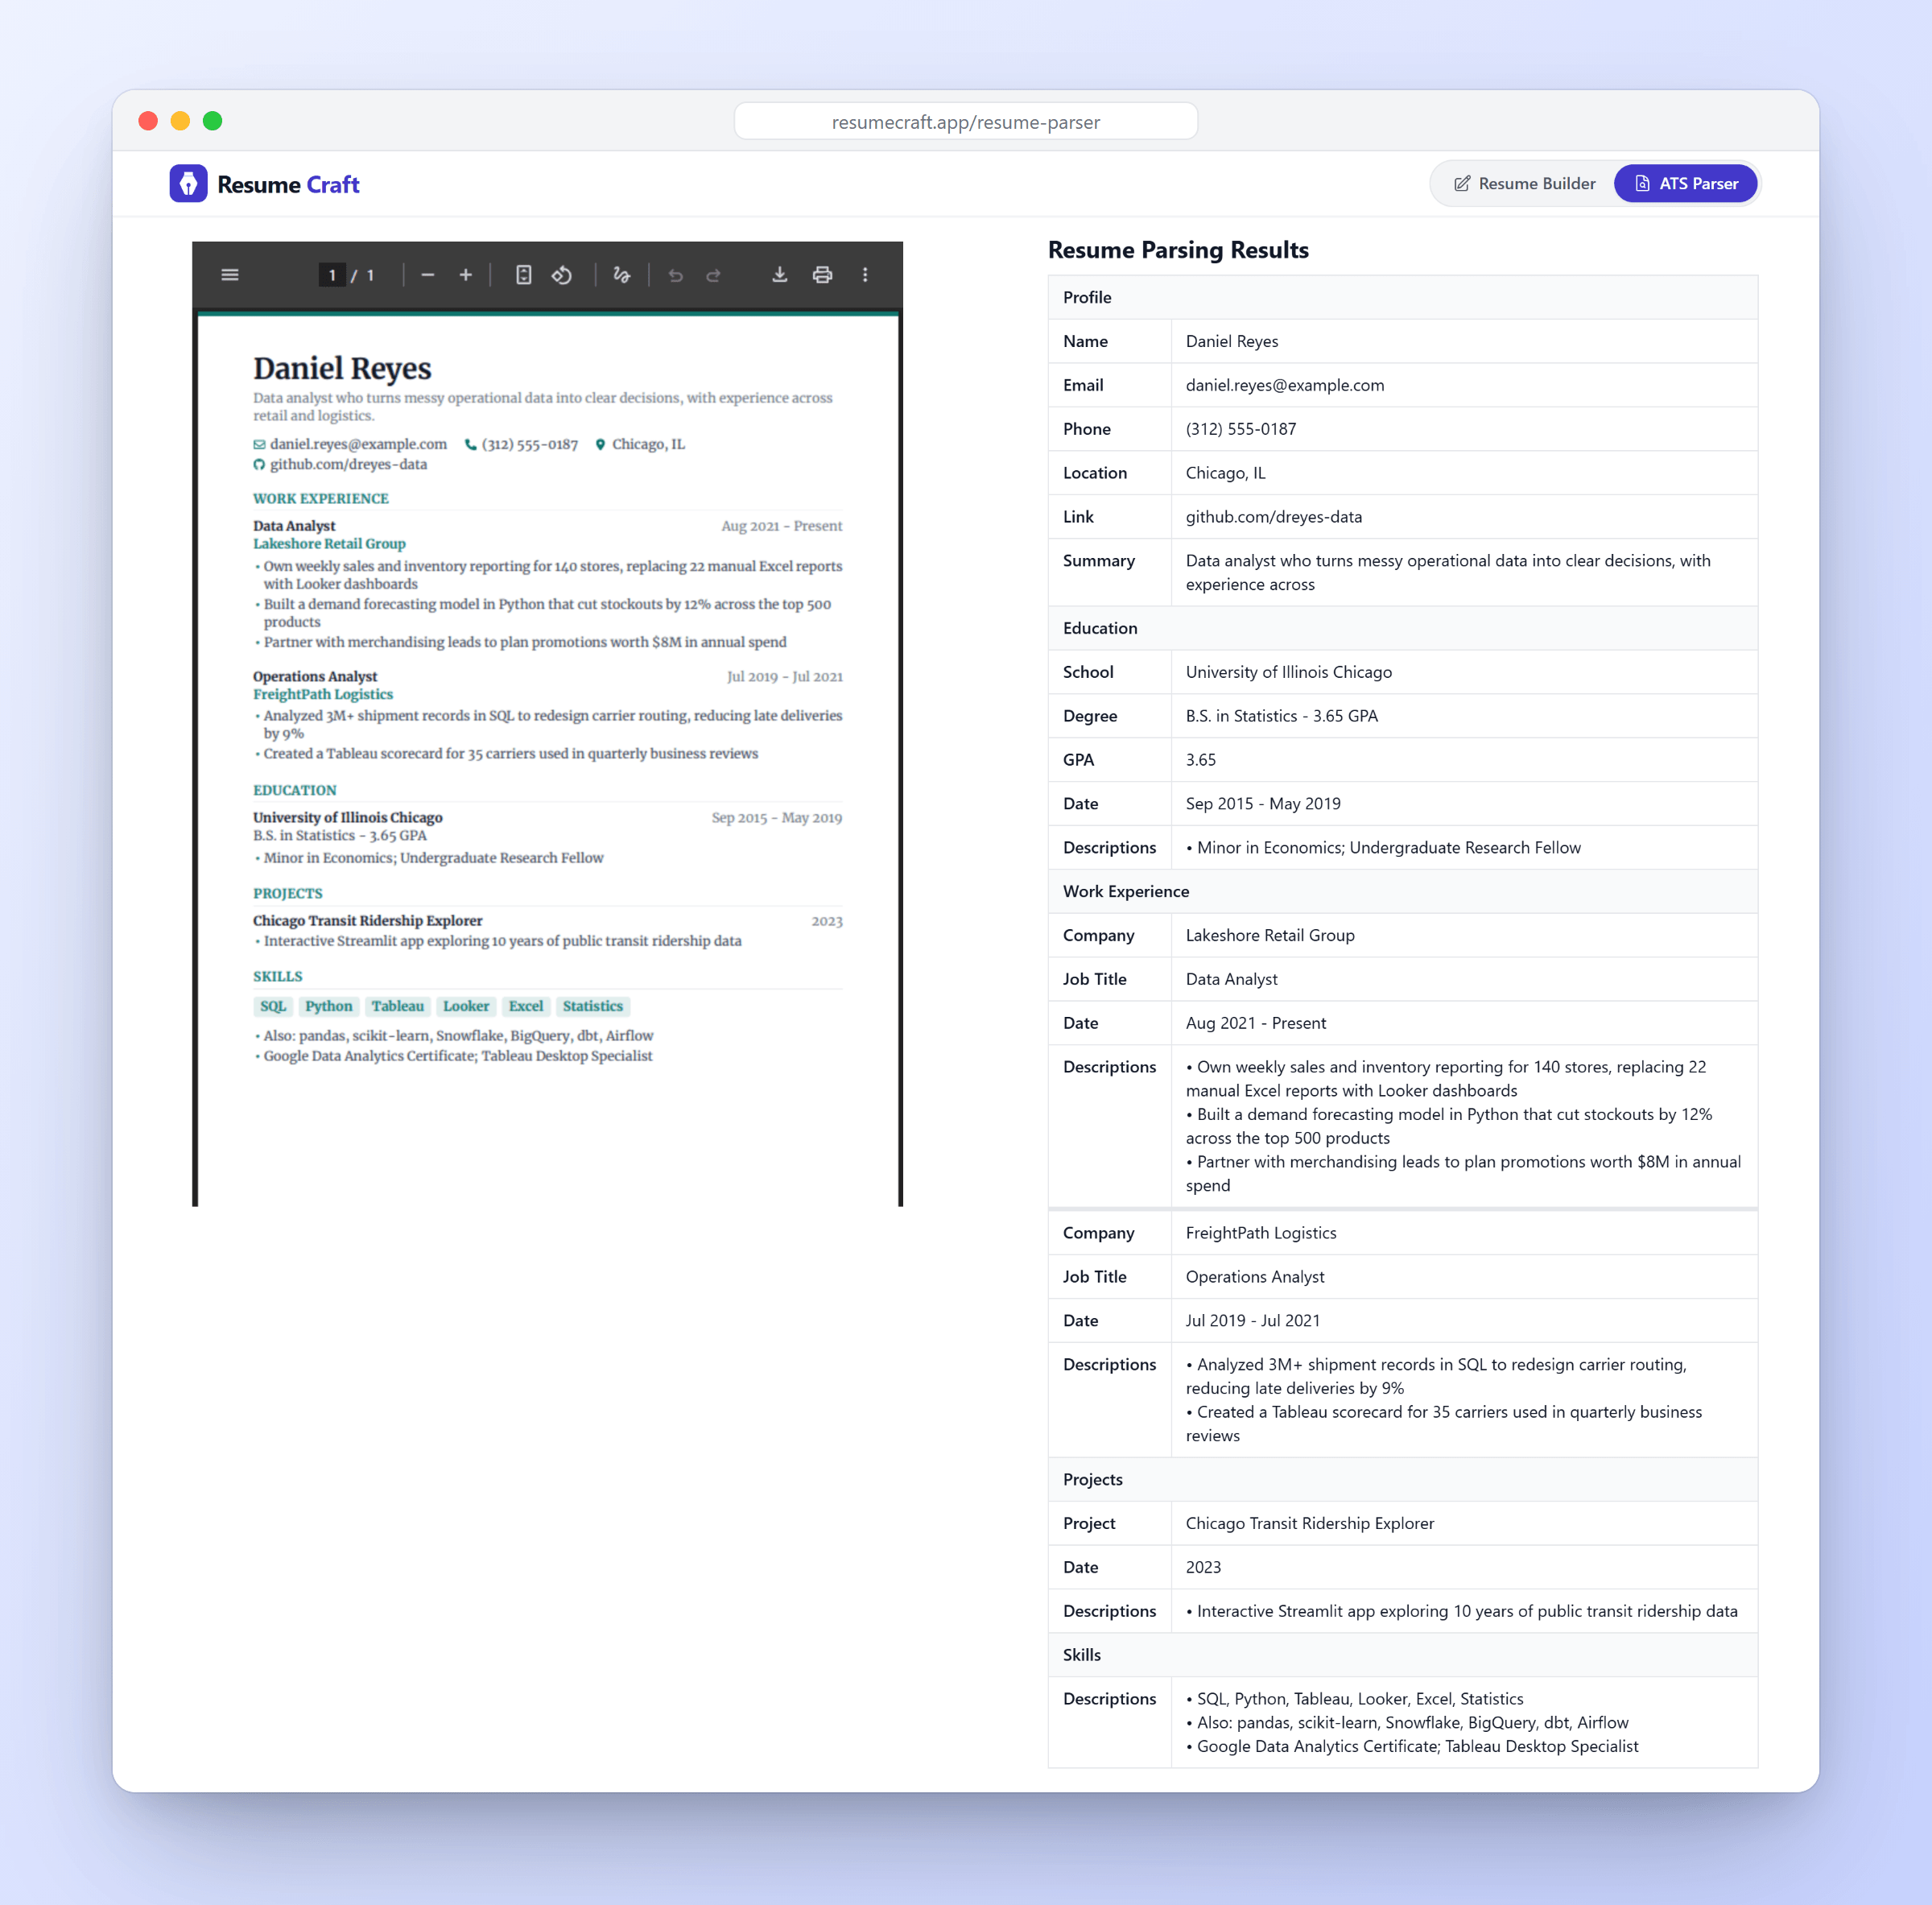 resumecraft.app/resume-parser
Resume Craft
Resume Builder
ATS Parser
1 / 1
Daniel Reyes
Data analyst who turns messy operational data into clear decisions, with experience across
retail and logistics.
daniel.reyes@example.com (312) 555-0187 Chicago, IL
github.com/dreyes-data
WORK EXPERIENCE
Data Analyst Aug 2021 - Present
Lakeshore Retail Group
• Own weekly sales and inventory reporting for 140 stores, replacing 22 manual Excel reports
with Looker dashboards
• Built a demand forecasting model in Python that cut stockouts by 12% across the top 500
products
• Partner with merchandising leads to plan promotions worth $8M in annual spend
Operations Analyst Jul 2019 - Jul 2021
FreightPath Logistics
• Analyzed 3M+ shipment records in SQL to redesign carrier routing, reducing late deliveries
by 9%
• Created a Tableau scorecard for 35 carriers used in quarterly business reviews
EDUCATION
University of Illinois Chicago Sep 2015 - May 2019
B.S. in Statistics - 3.65 GPA
• Minor in Economics; Undergraduate Research Fellow
PROJECTS
Chicago Transit Ridership Explorer 2023
• Interactive Streamlit app exploring 10 years of public transit ridership data
SKILLS
SQL Python Tableau Looker Excel Statistics
• Also: pandas, scikit-learn, Snowflake, BigQuery, dbt, Airflow
• Google Data Analytics Certificate; Tableau Desktop Specialist
Resume Parsing Results
Profile
Name Daniel Reyes
Email daniel.reyes@example.com
Phone (312) 555-0187
Location Chicago, IL
Link github.com/dreyes-data
Summary Data analyst who turns messy operational data into clear decisions, with
experience across
Education
School University of Illinois Chicago
Degree B.S. in Statistics - 3.65 GPA
GPA 3.65
Date Sep 2015 - May 2019
Descriptions • Minor in Economics; Undergraduate Research Fellow
Work Experience
Company Lakeshore Retail Group
Job Title Data Analyst
Date Aug 2021 - Present
Descriptions • Own weekly sales and inventory reporting for 140 stores, replacing 22
manual Excel reports with Looker dashboards
• Built a demand forecasting model in Python that cut stockouts by 12%
across the top 500 products
• Partner with merchandising leads to plan promotions worth $8M in annual
spend
Company FreightPath Logistics
Job Title Operations Analyst
Date Jul 2019 - Jul 2021
Descriptions • Analyzed 3M+ shipment records in SQL to redesign carrier routing,
reducing late deliveries by 9%
• Created a Tableau scorecard for 35 carriers used in quarterly business
reviews
Projects
Project Chicago Transit Ridership Explorer
Date 2023
Descriptions • Interactive Streamlit app exploring 10 years of public transit ridership data
Skills
Descriptions • SQL, Python, Tableau, Looker, Excel, Statistics
• Also: pandas, scikit-learn, Snowflake, BigQuery, dbt, Airflow
• Google Data Analytics Certificate; Tableau Desktop Specialist